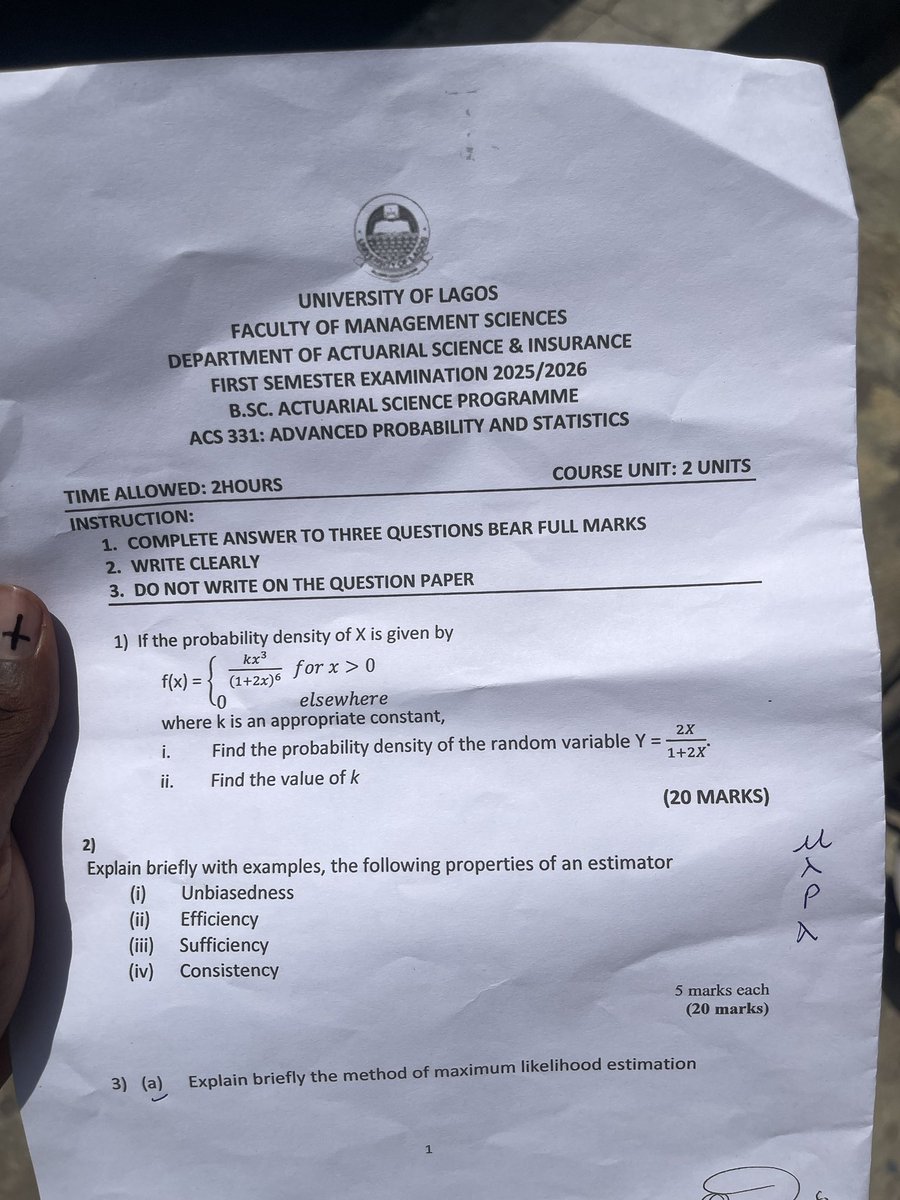 UNIVERSITY OF LAGOS
FACULTY OF MANAGEMENT SCIENCES
DEPARTMENT OF ACTUARIAL SCIENCE & INSURANCE
FIRST SEMESTER EXAMINATION 2025/2026
B.SC. ACTUARIAL SCIENCE PROGRAMME
ACS 331: ADVANCED PROBABILITY AND STATISTICS
TIME ALLOWED: 2HOURS COURSE UNIT: 2 UNITS
INSTRUCTION:
1. COMPLETE ANSWER TO THREE QUESTIONS BEAR FULL MARKS
2. WRITE CLEARLY
3. DO NOT WRITE ON THE QUESTION PAPER
1) If the probability density of X is given by
f(x) = { kx³/(1+2x)⁶ for x > 0
0 elsewhere
where k is an appropriate constant,
i. Find the probability density of the random variable Y = 2X/1+2X.
ii. Find the value of k
(20 MARKS)
2)
Explain briefly with examples, the following properties of an estimator
(i) Unbiasedness
(ii) Efficiency
(iii) Sufficiency
(iv) Consistency
5 marks each
(20 marks)
3) (a) Explain briefly the method of maximum likelihood estimation
1